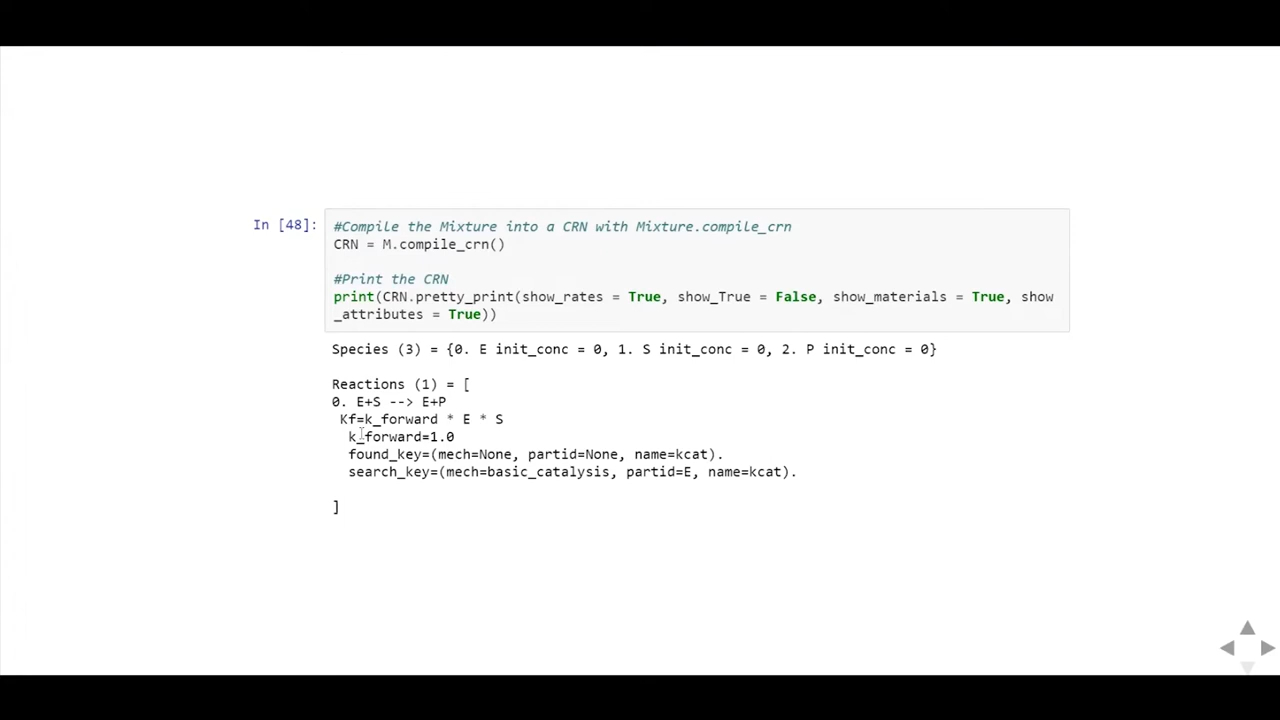 In [48]:
#Compile the Mixture into a CRN with Mixture.compile_crn
CRN = M.compile_crn()
#Print the CRN
print(CRN.pretty_print(show_rates = True, show_True = False, show_materials = True, show
_attributes = True))
Species (3) = {0. E init_conc = 0, 1. S init_conc = 0, 2. P init_conc = 0}
Reactions (1) = [
0. E+S --> E+P
Kf=k_forward * E * S
k_forward=1.0
found_key=(mech=None, partid=None, name=kcat).
search_key=(mech=basic_catalysis, partid=E, name=kcat).
]